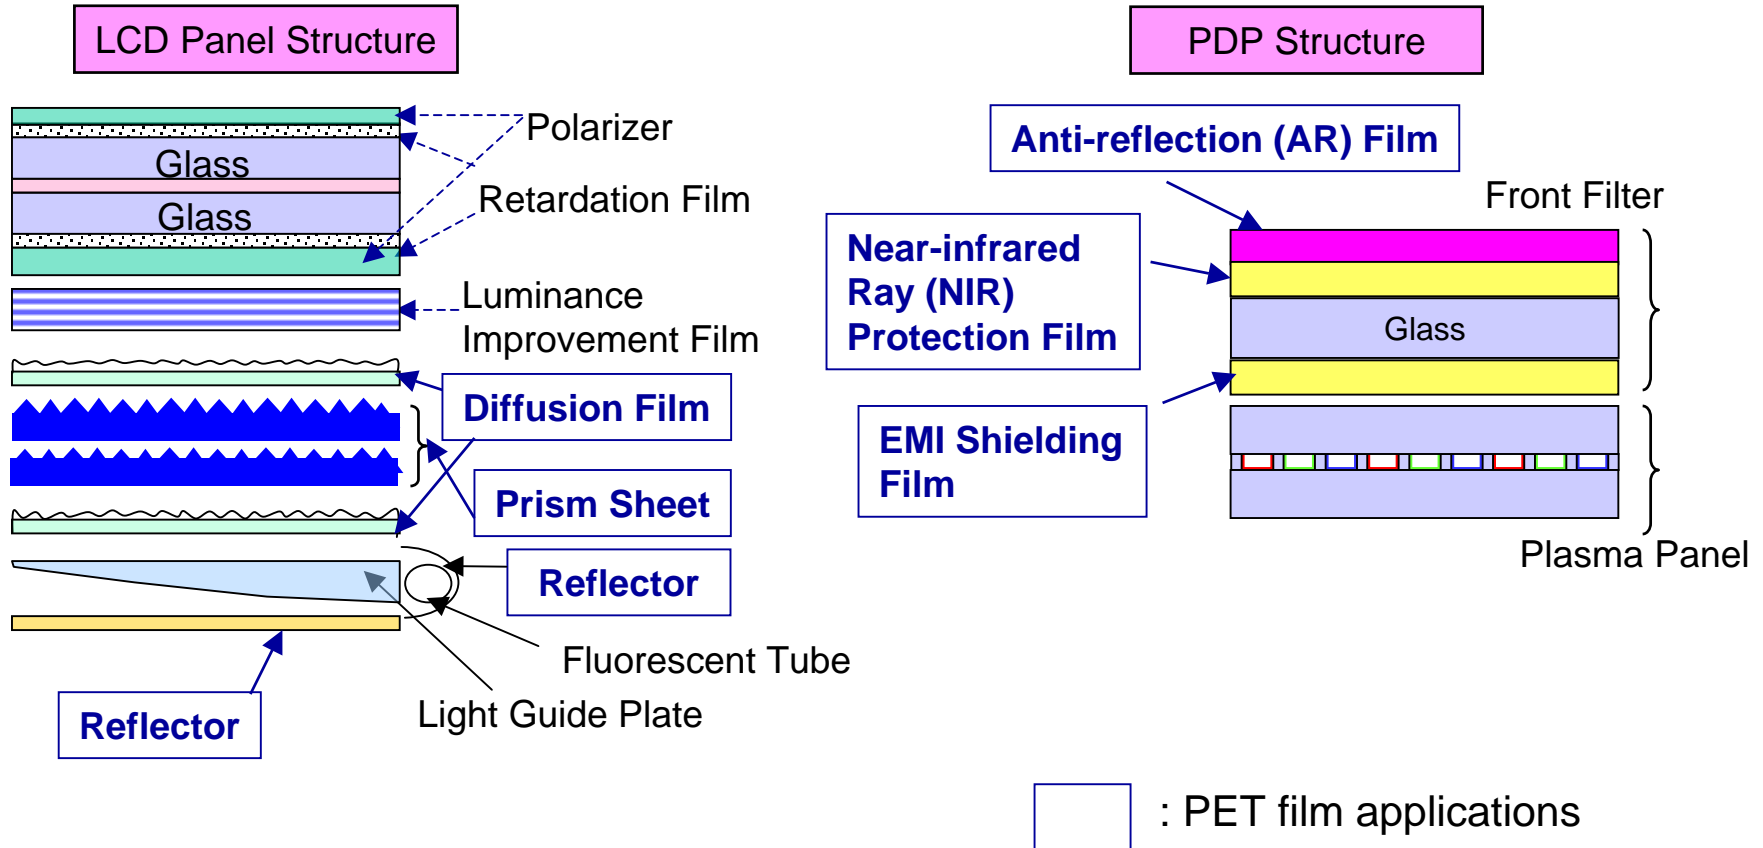 LCD Panel Structure
Polarizer
Glass
Retardation Film
Glass
Luminance
Improvement Film
Diffusion Film
Prism Sheet
Reflector
Fluorescent Tube
Light Guide Plate
Reflector
PDP Structure
Anti-reflection (AR) Film
Front Filter
Near-infrared
Ray (NIR)
Protection Film
Glass
EMI Shielding
Film
Plasma Panel
: PET film applications